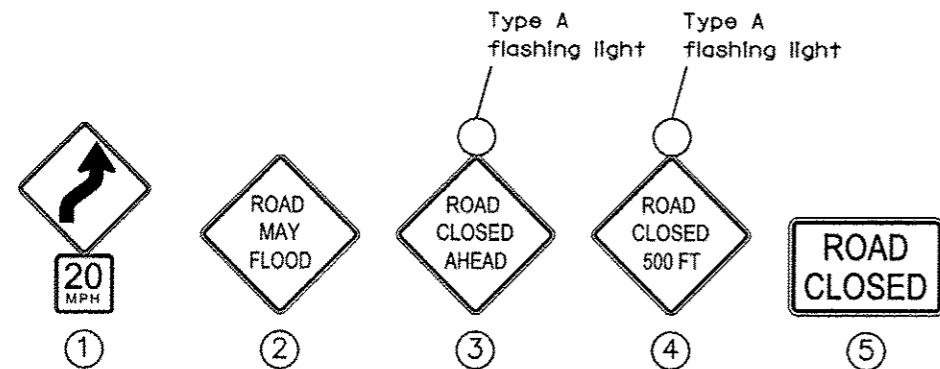 Type A
flashing light
Type A
flashing light
20
MPH
ROAD
MAY
FLOOD
ROAD
CLOSED
AHEAD
ROAD
CLOSED
500 FT
ROAD
CLOSED
1
2
3
4
5